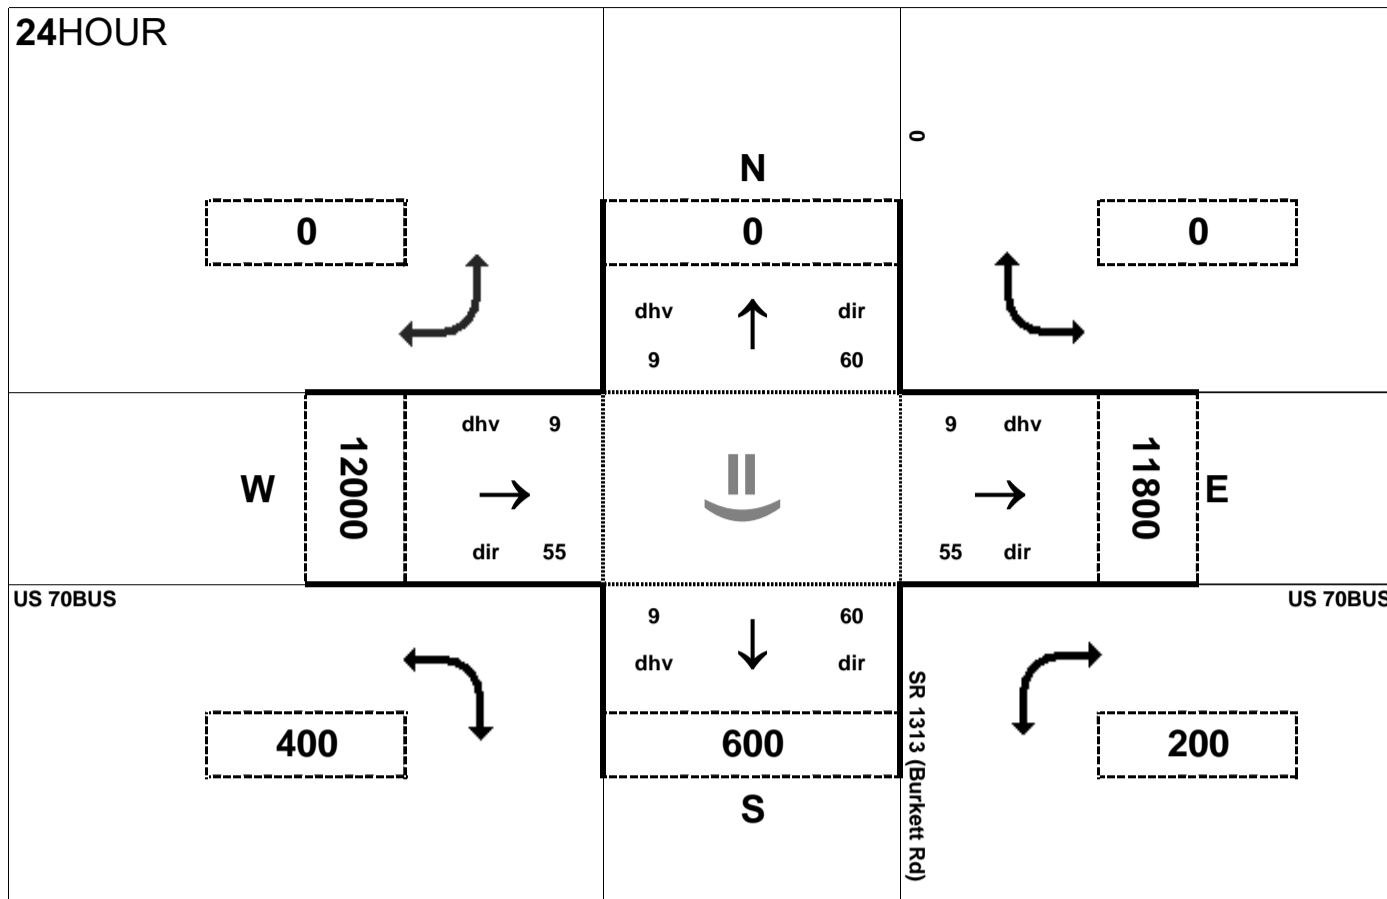 24HOUR
0
N
0
0
0
dhv dir
9 60
dhv 9
9 dhv
W
12000
11800
E
dir 55
55 dir
US 70BUS
US 70BUS
9 60
dhv dir
SR 1313 (Burkett Rd)
400
600
200
S